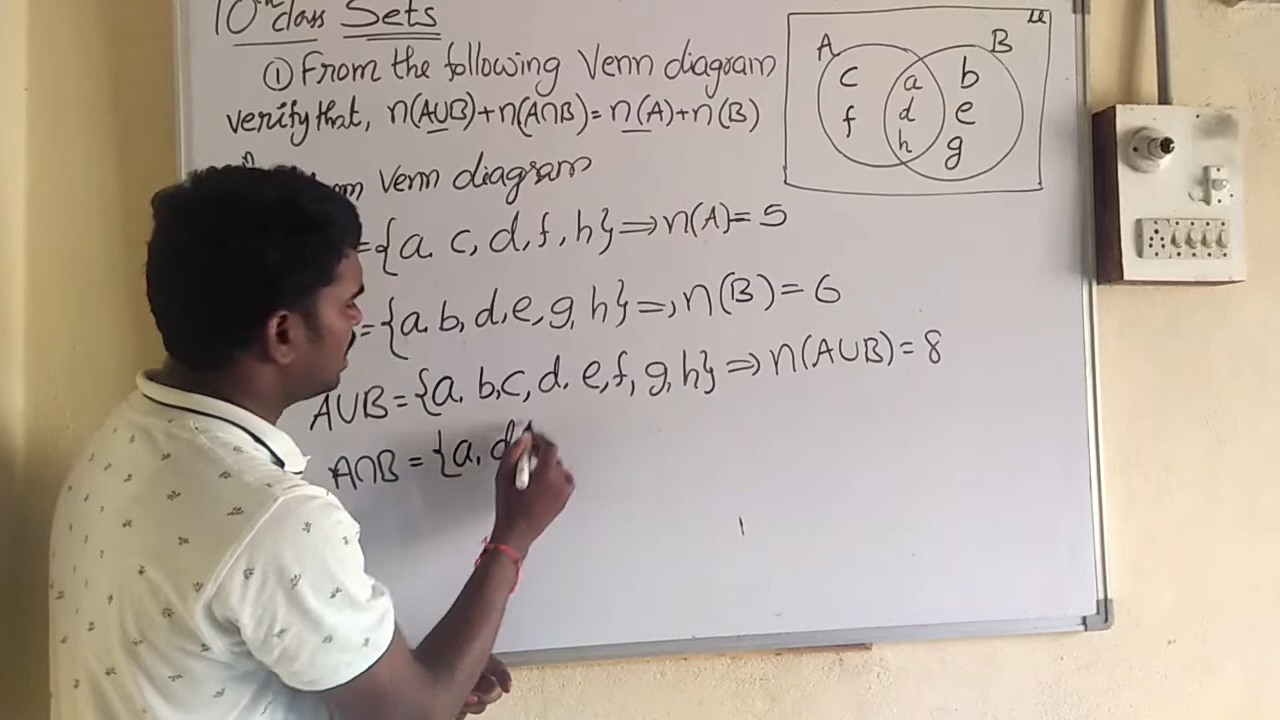 10th class Sets
① From the following Venn diagram
verify that, n(A∪B)+n(A∩B)=n(A)+n(B)
Venn diagram
={a. c, d, f, h} ⇒ n(A)= 5
={a. b, d, e, g, h} ⇒ n(B)= 6
A∪B={a. b, c, d. e, f, g, h} ⇒ n(A∪B)= 8
A∩B = {a, d
μ
A B
c a b
f d e
h g